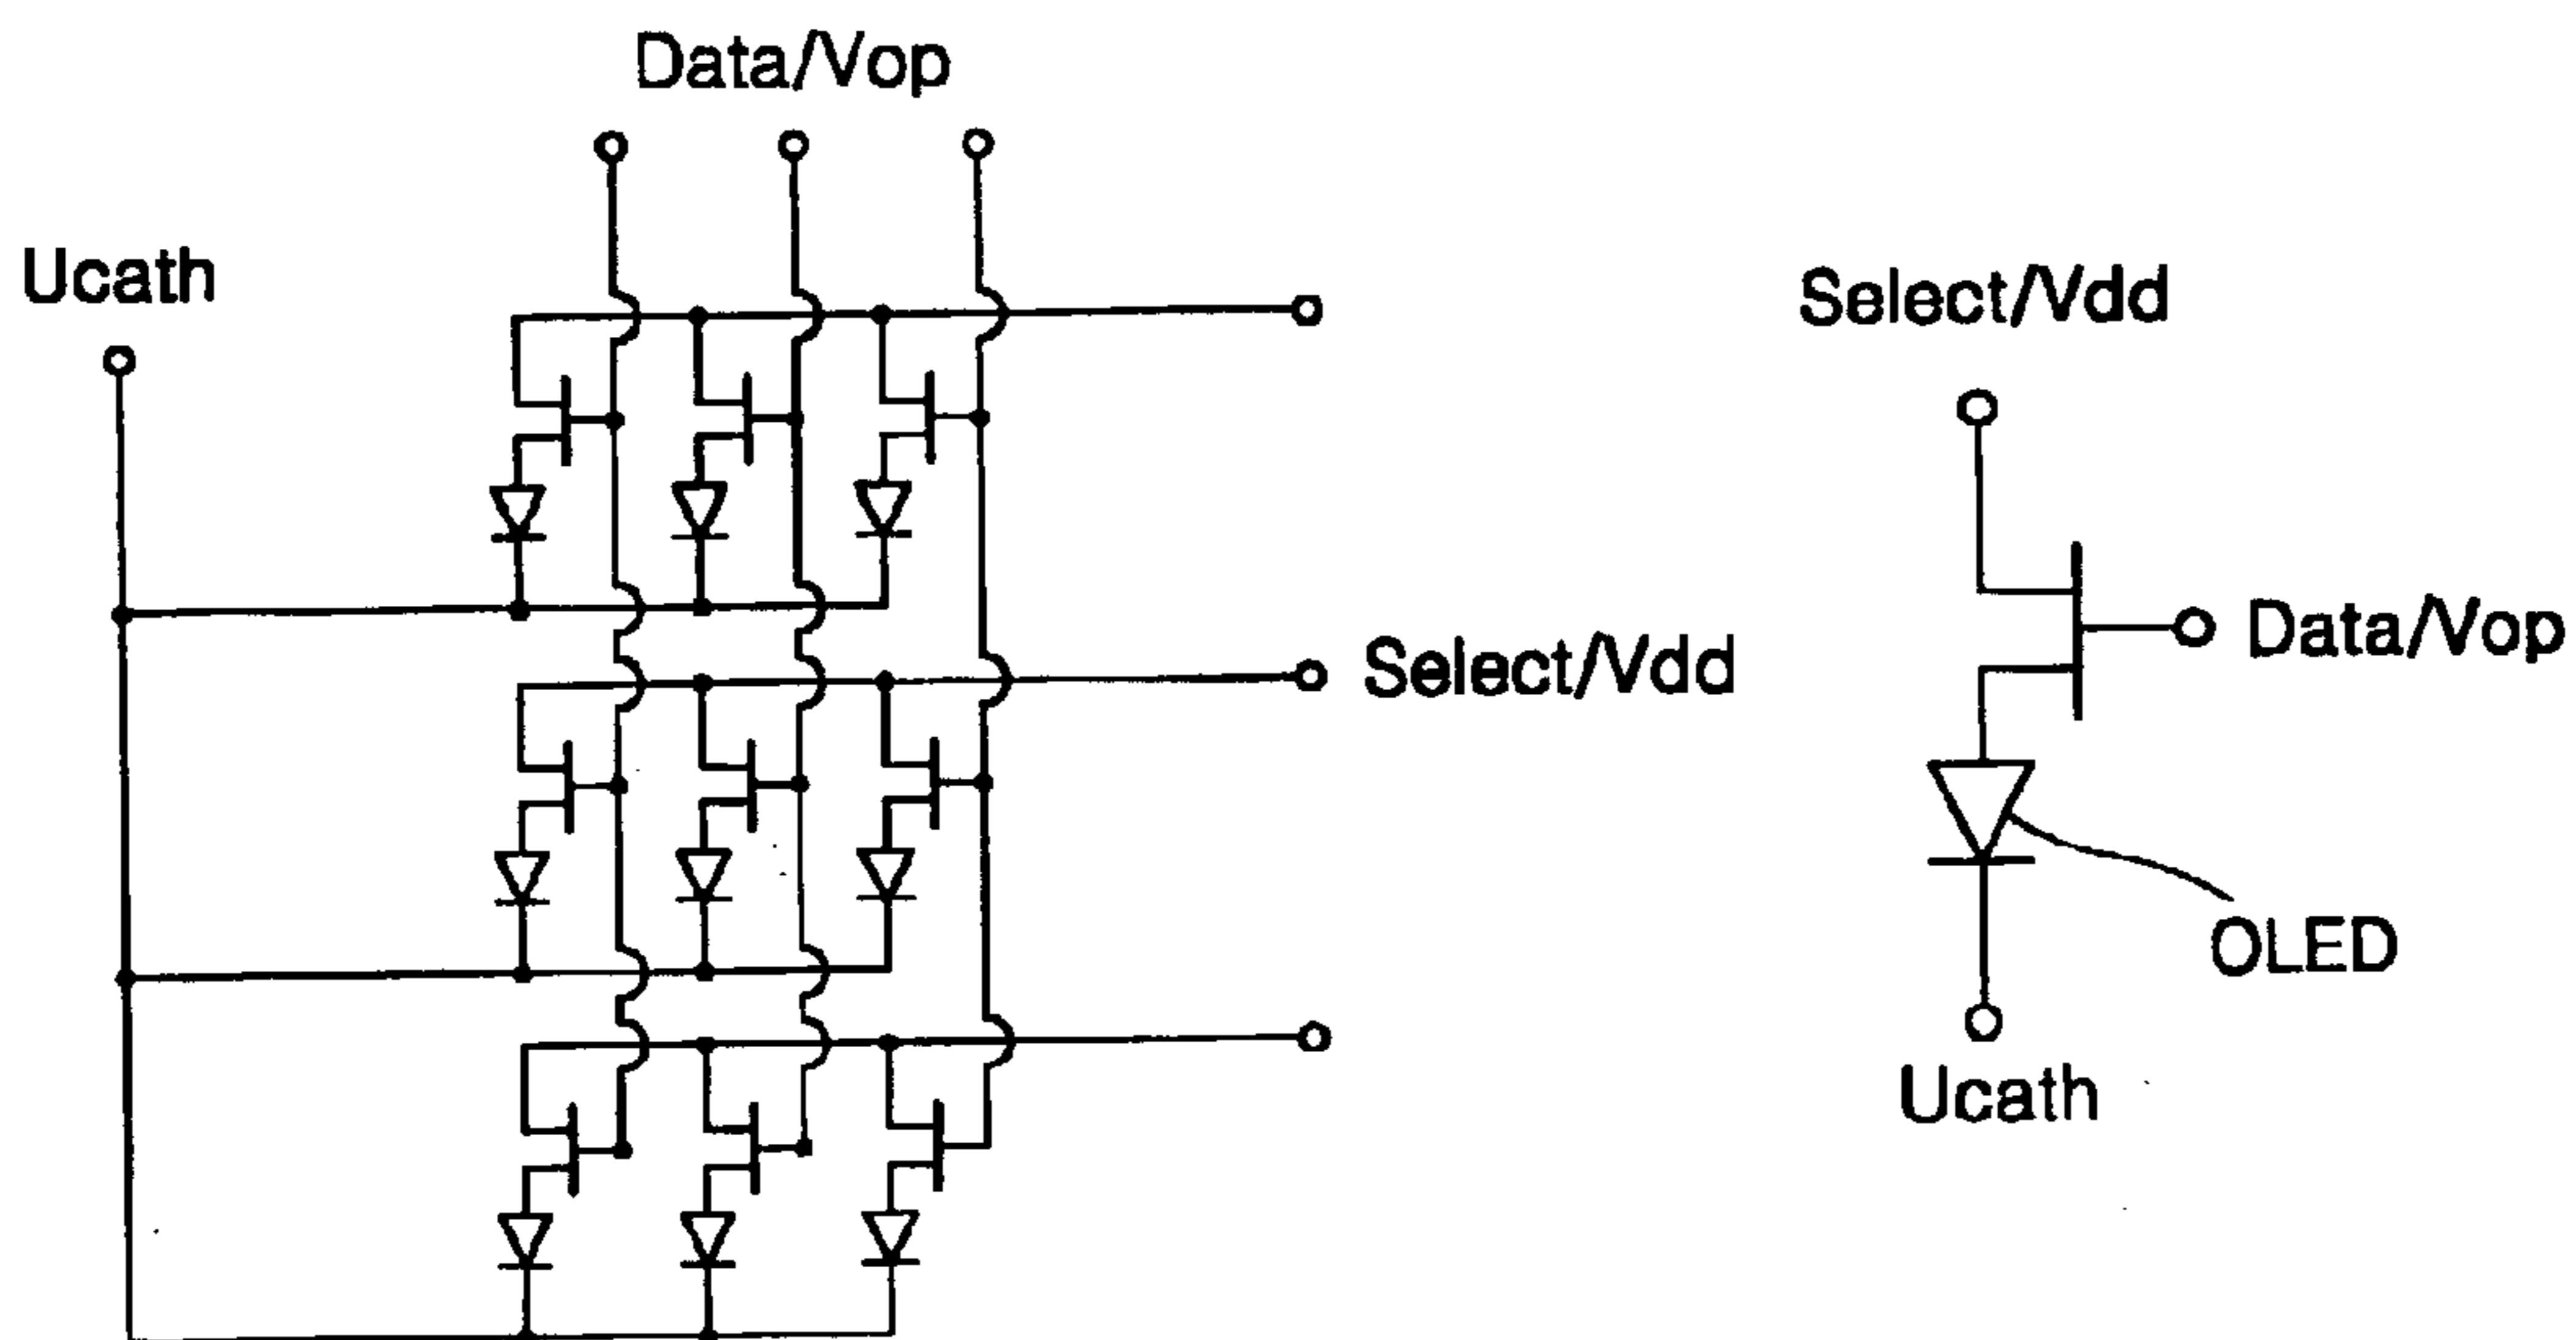 Data/Vop
Ucath
Select/Vdd
Select/Vdd
Data/Vop
OLED
Ucath